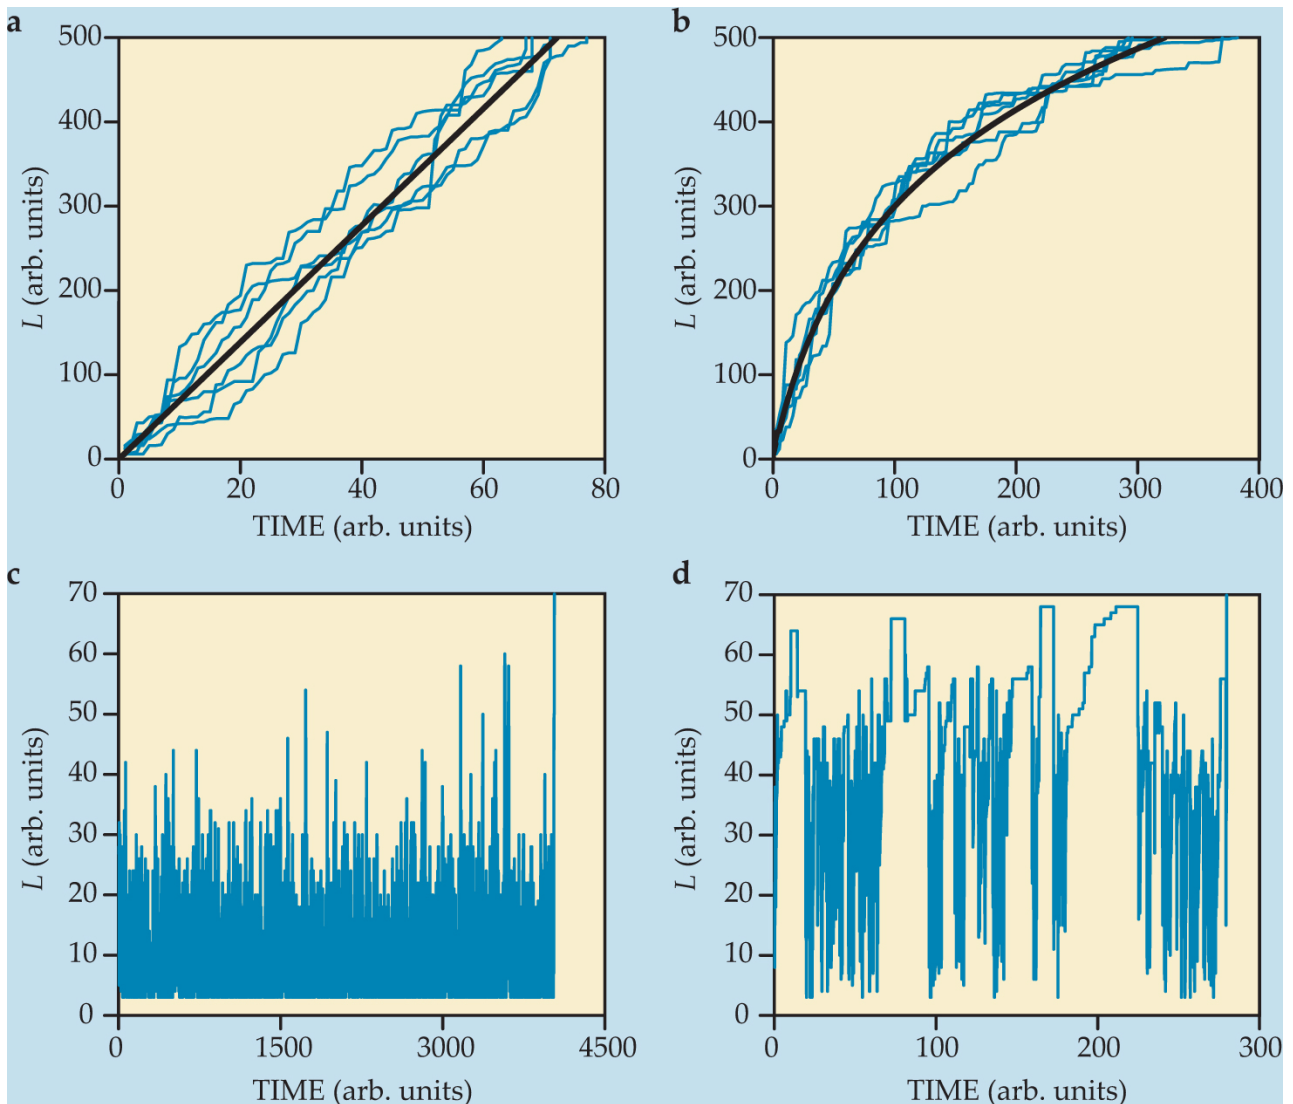 a
500
400
300
200
100
0
L (arb. units)
0 20 40 60 80
TIME (arb. units)
b
500
400
300
200
100
0
L (arb. units)
0 100 200 300 400
TIME (arb. units)
c
70
60
50
40
30
20
10
0
L (arb. units)
0 1500 3000 4500
TIME (arb. units)
d
70
60
50
40
30
20
10
0
L (arb. units)
0 100 200 300
TIME (arb. units)